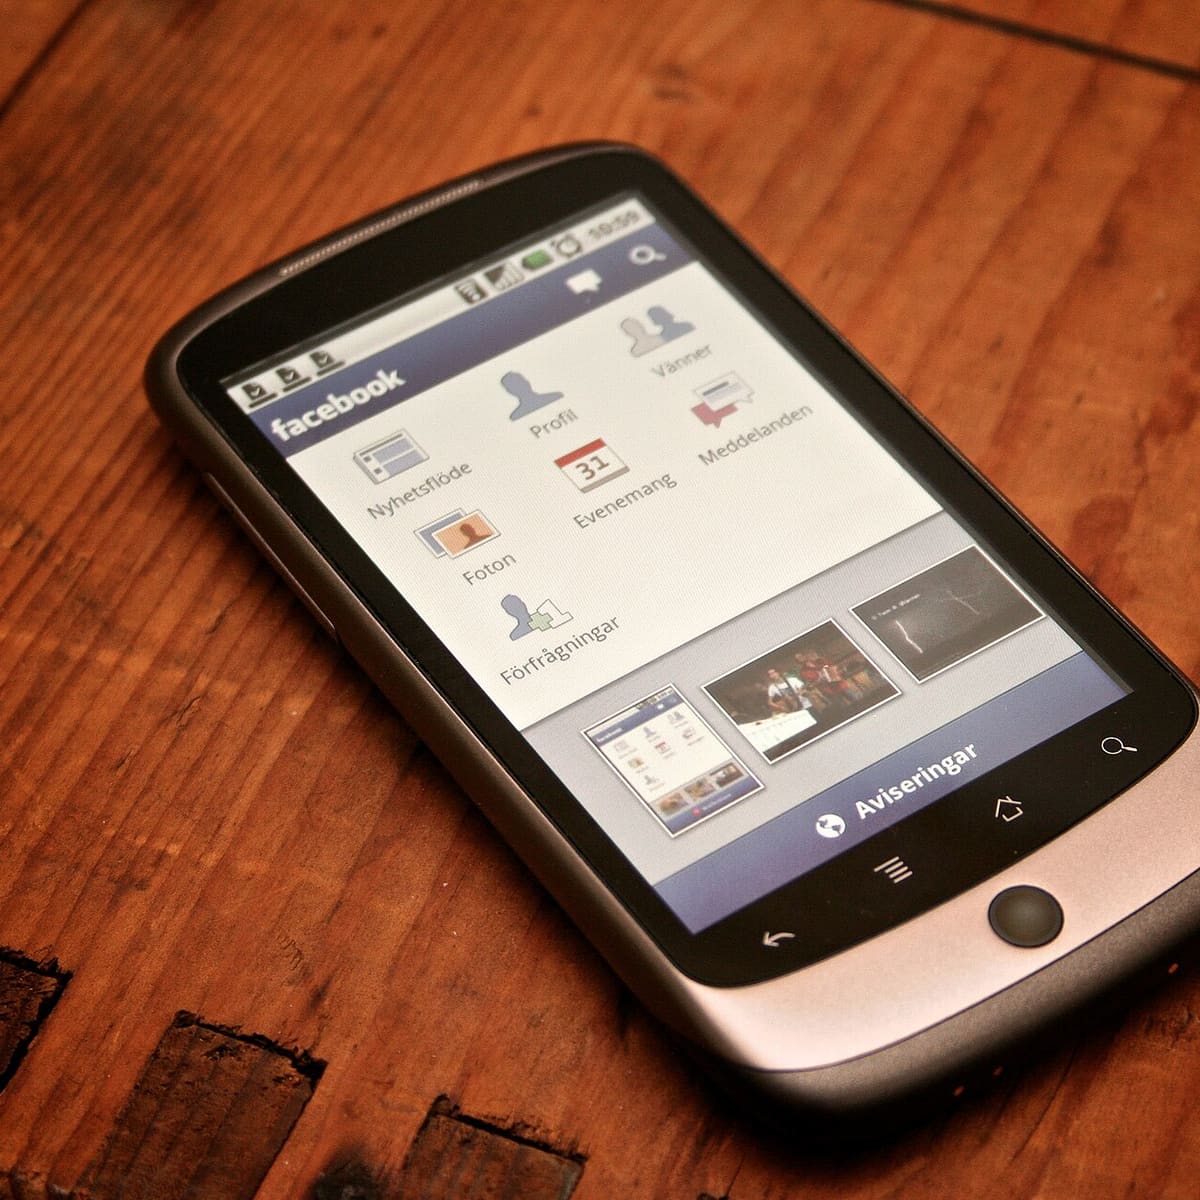 10:59
facebook
Nyhetsflöde
Profil
Vänner
Foton
31
Evenemang
Meddelanden
Förfrågningar
Aviseringar